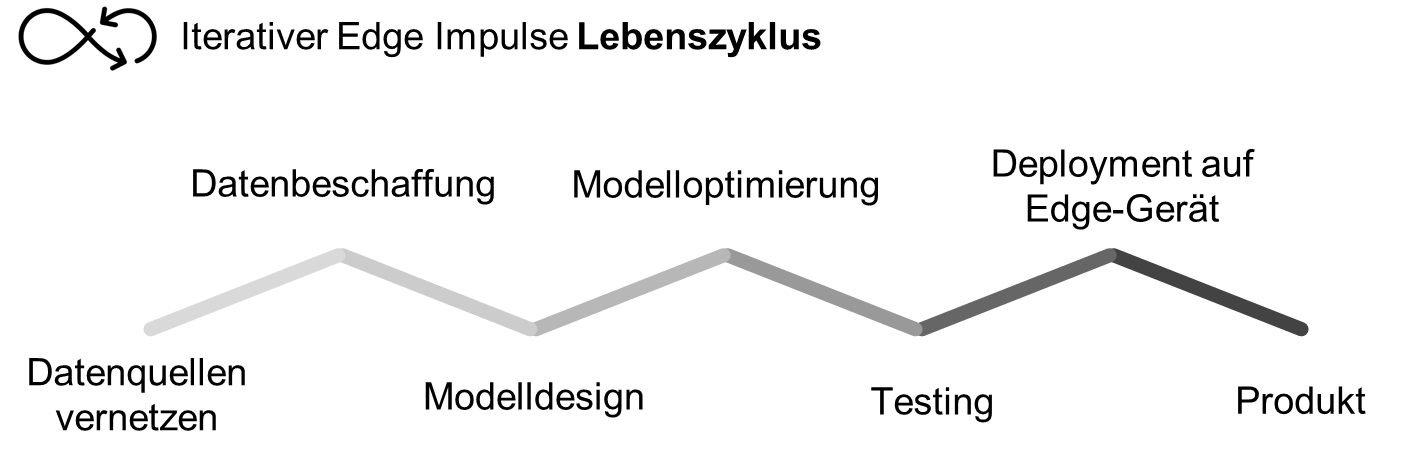 Iterativer Edge Impulse Lebenszyklus
Datenbeschaffung
Modelloptimierung
Deployment auf
Edge-Gerät
Datenquellen
vernetzen
Modelldesign
Testing
Produkt